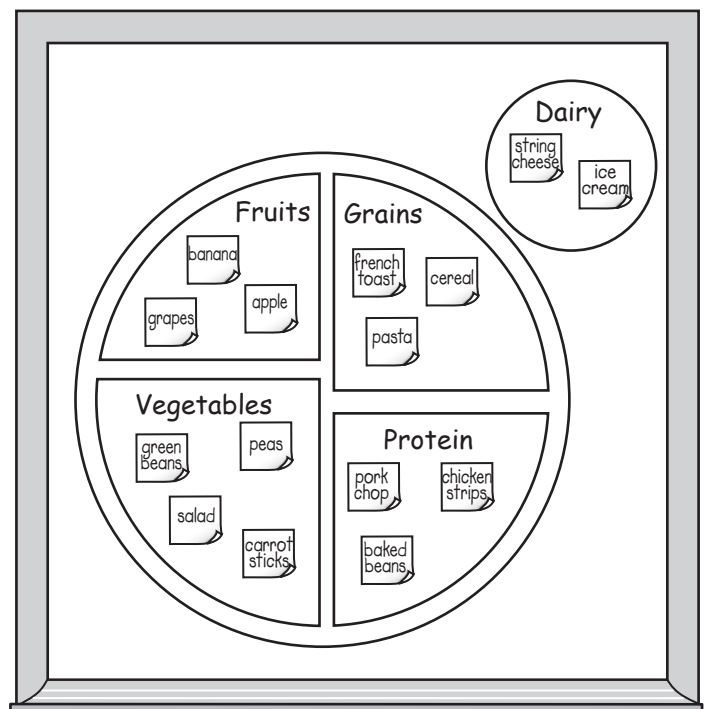 Dairy
string
cheese
ice
cream
Fruits
banana
grapes
apple
Grains
french
toast
cereal
pasta
Vegetables
green
beans
peas
salad
carrot
sticks
Protein
pork
chop
chicken
strips
baked
beans